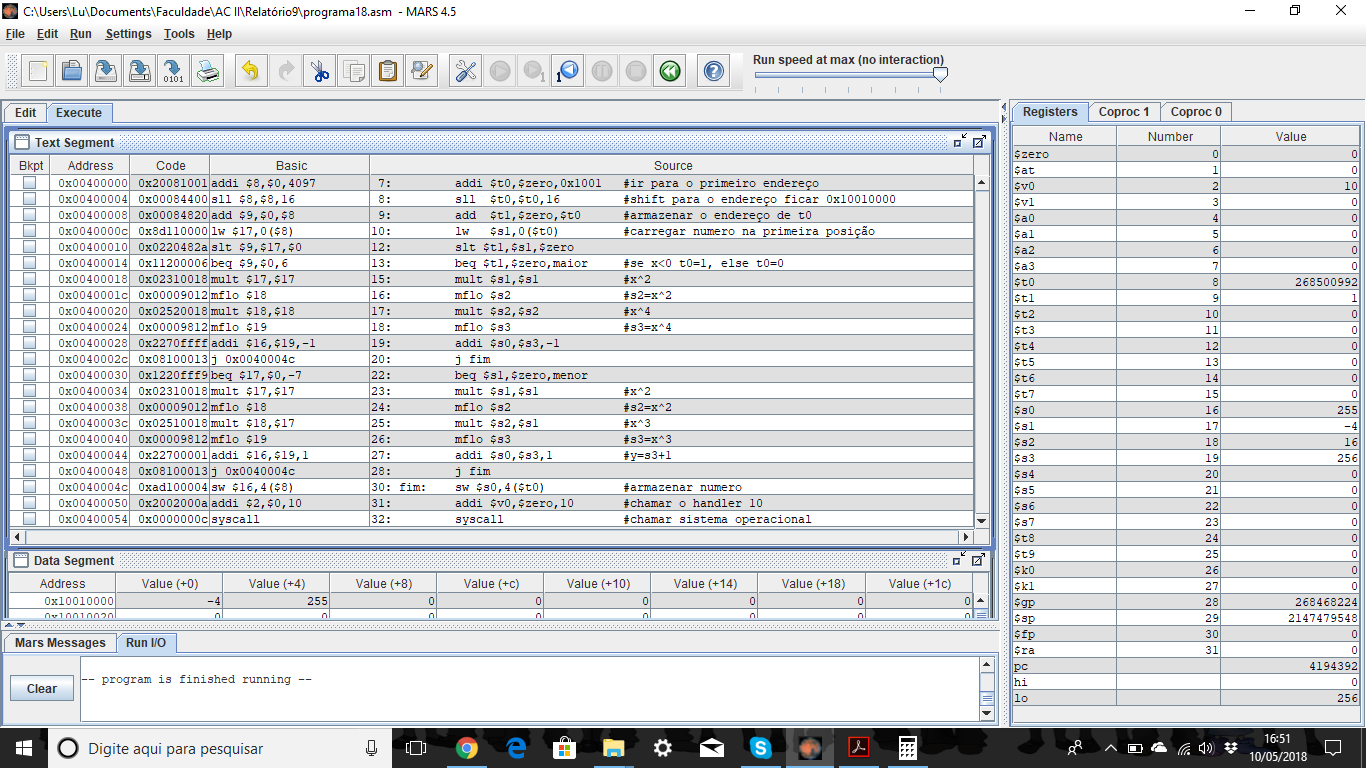 C:\Users\Lu\Documents\Faculdade\AC II\Relatório9\programa18.asm - MARS 4.5
File Edit Run Settings Tools Help
Run speed at max (no interaction)
Edit Execute
Text Segment
Bkpt Address Code Basic Source
0x00400000 0x20081001 addi $8,$0,4097 7: addi $t0,$zero,0x1001 #ir para o primeiro endereço
0x00400004 0x00084400 sll $8,$8,16 8: sll $t0,$t0,16 #shift para o endereço ficar 0x10010000
0x00400008 0x00084820 add $9,$0,$8 9: add $t1,$zero,$t0 #armazenar o endereço de t0
0x0040000c 0x8d110000 lw $17,0($8) 10: lw $s1,0($t0) #carregar numero na primeira posição
0x00400010 0x0220482a slt $9,$17,$0 12: slt $t1,$s1,$zero
0x00400014 0x11200006 beq $9,$0,6 13: beq $t1,$zero,maior #se x<0 t0=1, else t0=0
0x00400018 0x02310018 mult $17,$17 15: mult $s1,$s1 #x^2
0x0040001c 0x00009012 mflo $18 16: mflo $s2 #s2=x^2
0x00400020 0x02520018 mult $18,$18 17: mult $s2,$s2 #x^4
0x00400024 0x00009812 mflo $19 18: mflo $s3 #s3=x^4
0x00400028 0x2270ffff addi $16,$19,-1 19: addi $s0,$s3,-1
0x0040002c 0x08100013 j 0x0040004c 20: j fim
0x00400030 0x1220fff9 beq $17,$0,-7 22: beq $s1,$zero,menor
0x00400034 0x02310018 mult $17,$17 23: mult $s1,$s1 #x^2
0x00400038 0x00009012 mflo $18 24: mflo $s2 #s2=x^2
0x0040003c 0x02510018 mult $18,$17 25: mult $s2,$s1 #x^3
0x00400040 0x00009812 mflo $19 26: mflo $s3 #s3=x^3
0x00400044 0x22700001 addi $16,$19,1 27: addi $s0,$s3,1 #y=s3+1
0x00400048 0x08100013 j 0x0040004c 28: j fim
0x0040004c 0xad100004 sw $16,4($8) 30: fim: sw $s0,4($t0) #armazenar numero
0x00400050 0x2002000a addi $2,$0,10 31: addi $v0,$zero,10 #chamar o handler 10
0x00400054 0x0000000c syscall 32: syscall #chamar sistema operacional
Data Segment
Address Value (+0) Value (+4) Value (+8) Value (+c) Value (+10) Value (+14) Value (+18) Value (+1c)
0x10010000 -4 255 0 0 0 0 0 0
0x10010020 0 0 0 0 0 0 0 0
Mars Messages Run I/O
Clear
-- program is finished running --
Registers Coproc 1 Coproc 0
Name Number Value
$zero 0 0
$at 1 0
$v0 2 10
$v1 3 0
$a0 4 0
$a1 5 0
$a2 6 0
$a3 7 0
$t0 8 268500992
$t1 9 1
$t2 10 0
$t3 11 0
$t4 12 0
$t5 13 0
$t6 14 0
$t7 15 0
$s0 16 255
$s1 17 -4
$s2 18 16
$s3 19 256
$s4 20 0
$s5 21 0
$s6 22 0
$s7 23 0
$t8 24 0
$t9 25 0
$k0 26 0
$k1 27 0
$gp 28 268468224
$sp 29 2147479548
$fp 30 0
$ra 31 0
pc 4194392
hi 0
lo 256
Digite aqui para pesquisar
16:51
10/05/2018